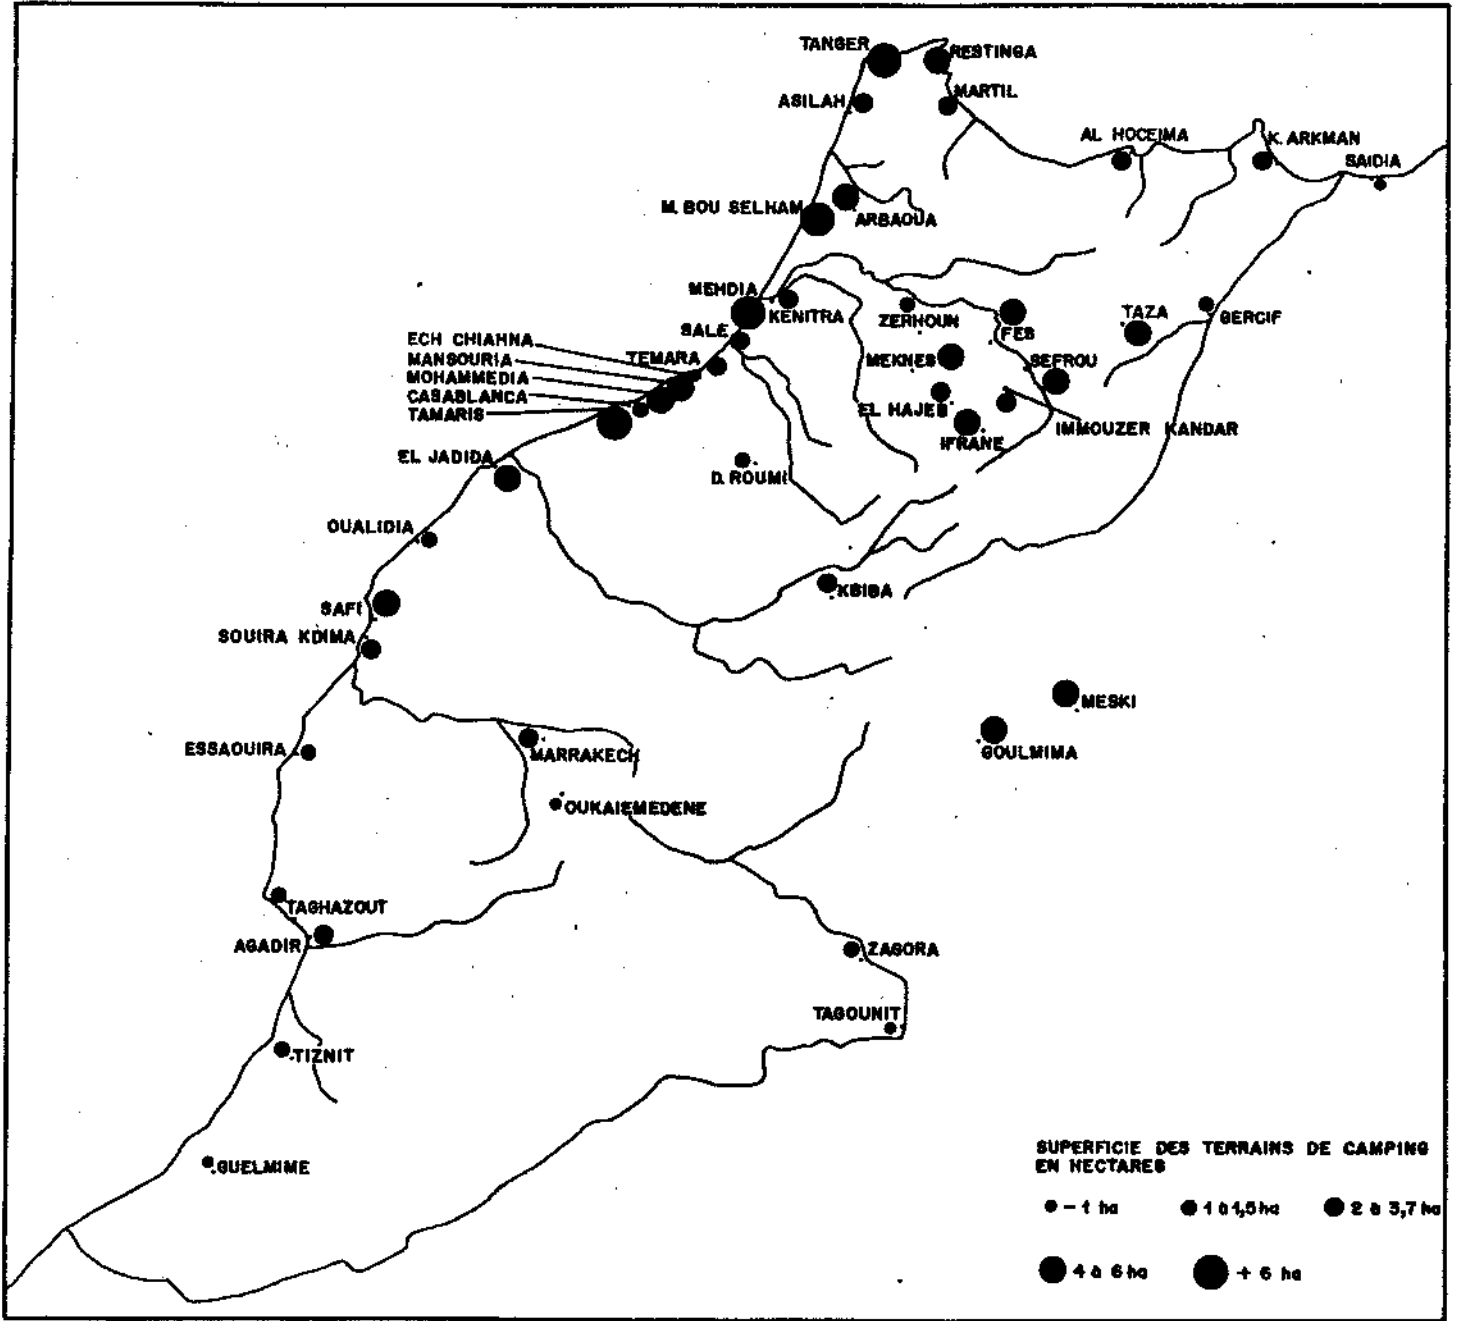 TANGER
RESTINGA
ASILAH
MARTIL
AL HOCEIMA
K. ARKMAN
SAIDIA
M. BOU SELHAM
ARBAOUA
MEHDIA
KENITRA
ZERHOUN
FES
TAZA
GERCIF
SALE
ECH CHIAHNA
MANSOURIA
MOHAMMEDIA
CASABLANCA
TAMARIS
TEMARA
MEKNES
SEFROU
EL HAJEB
IFRANE
IMMOUZER KANDAR
EL JADIDA
D. ROUMI
OUALIDIA
KSIBA
SAFI
SOUIRA KDIMA
MESKI
GOULMIMA
ESSAOUIRA
MARRAKECH
OUKAIEMEDENE
TAGHAZOUT
AGADIR
ZAGORA
TAGOUNIT
TIZNIT
GUELMIME
SUPERFICIE DES TERRAINS DE CAMPING
EN HECTARES
- 1 ha
1 à 1,5 ha
2 à 3,7 ha
4 à 6 ha
+ 6 ha